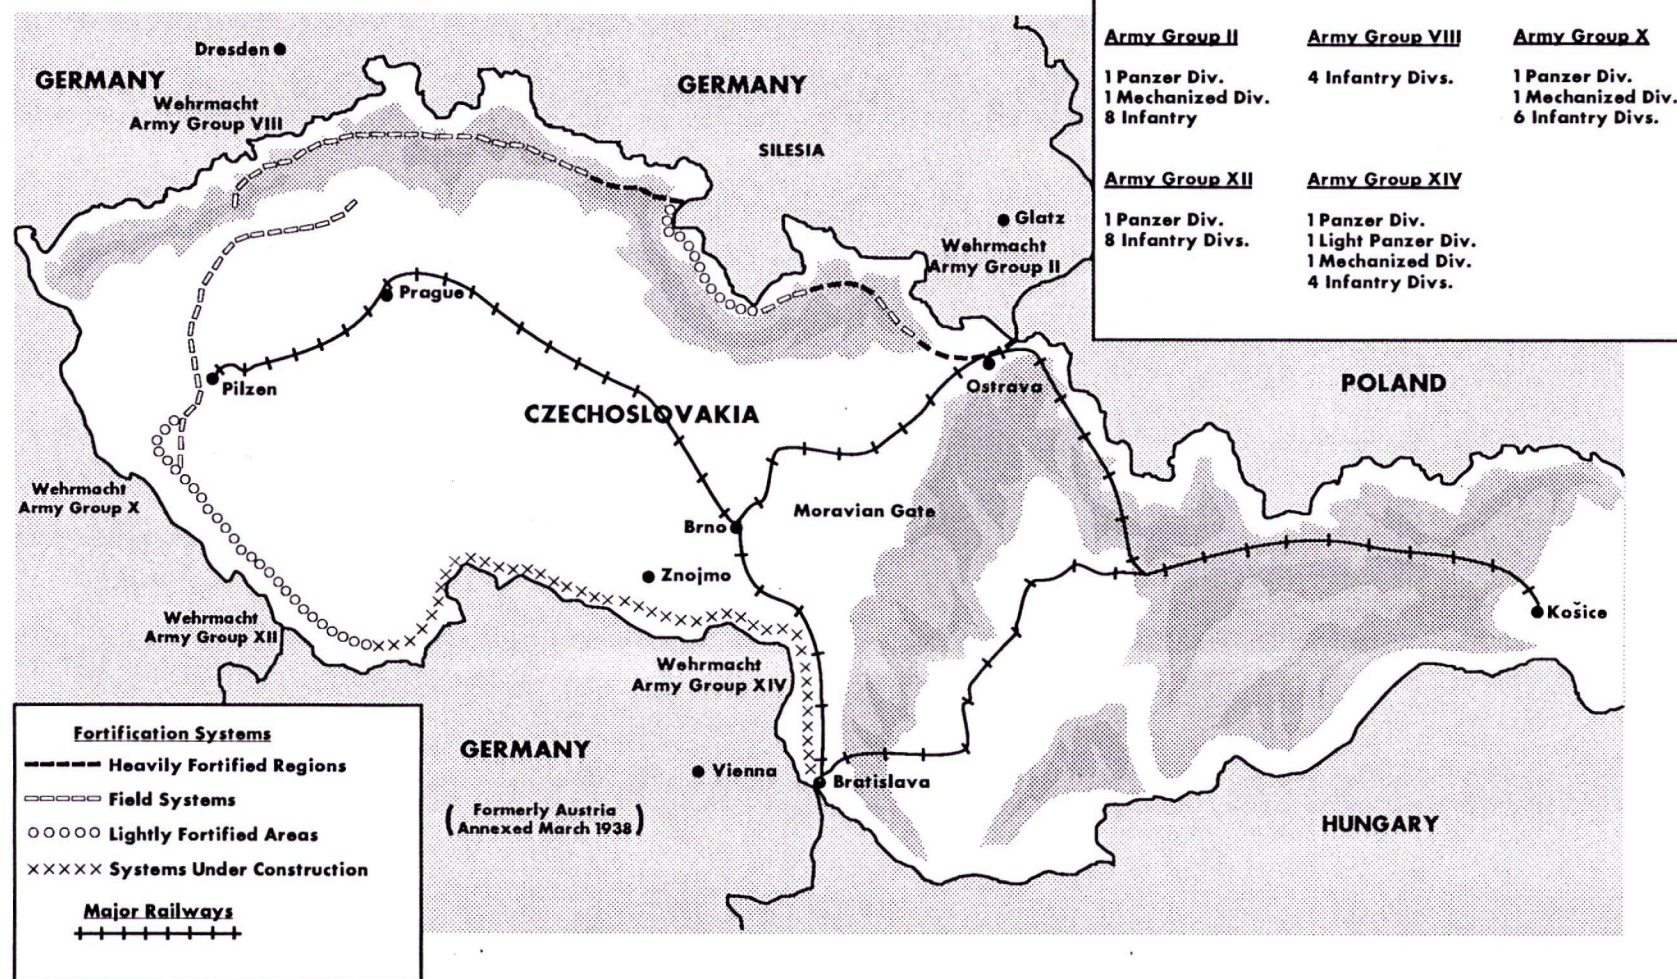 Army Group II
1 Panzer Div.
1 Mechanized Div.
8 Infantry
Army Group VIII
4 Infantry Divs.
Army Group X
1 Panzer Div.
1 Mechanized Div.
6 Infantry Divs.
Army Group XII
1 Panzer Div.
8 Infantry Divs.
Army Group XIV
1 Panzer Div.
1 Light Panzer Div.
1 Mechanized Div.
4 Infantry Divs.
Dresden
GERMANY
Wehrmacht
Army Group VIII
GERMANY
SILESIA
Glatz
Wehrmacht
Army Group II
Prague
Pilzen
CZECHOSLOVAKIA
Ostrava
POLAND
Wehrmacht
Army Group X
Brno
Moravian Gate
Znojmo
Wehrmacht
Army Group XII
Košice
Wehrmacht
Army Group XIV
GERMANY
Vienna
Bratislava
(Formerly Austria
Annexed March 1938)
HUNGARY
Fortification Systems
Heavily Fortified Regions
Field Systems
Lightly Fortified Areas
Systems Under Construction
Major Railways